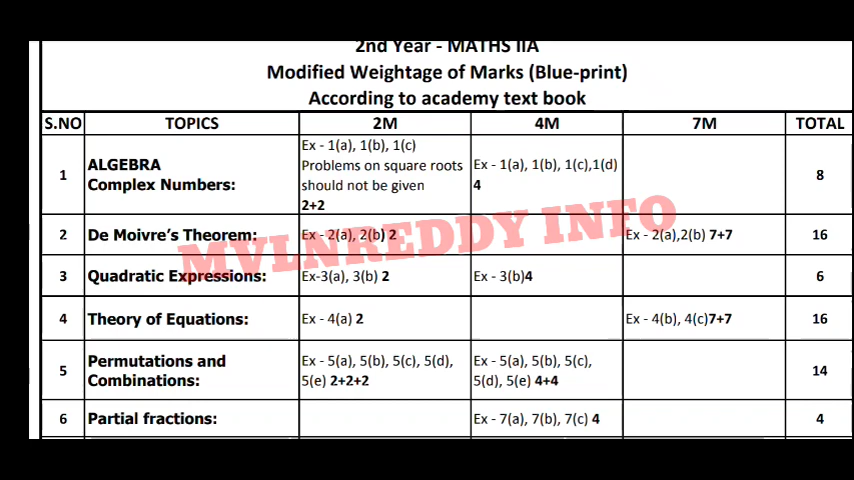 2nd Year - MATHS IIA
Modified Weightage of Marks (Blue-print)
According to academy text book
S.NO TOPICS 2M 4M 7M TOTAL
1 ALGEBRA
Complex Numbers: Ex - 1(a), 1(b), 1(c)
Problems on square roots
should not be given
2+2 Ex - 1(a), 1(b), 1(c),1(d)
4 8
2 De Moivre's Theorem: Ex - 2(a), 2(b) 2 Ex - 2(a),2(b) 7+7 16
3 Quadratic Expressions: Ex-3(a), 3(b) 2 Ex - 3(b)4 6
4 Theory of Equations: Ex - 4(a) 2 Ex - 4(b), 4(c)7+7 16
5 Permutations and
Combinations: Ex - 5(a), 5(b), 5(c), 5(d),
5(e) 2+2+2 Ex - 5(a), 5(b), 5(c),
5(d), 5(e) 4+4 14
6 Partial fractions: Ex - 7(a), 7(b), 7(c) 4 4
MVLNREDDY INFO